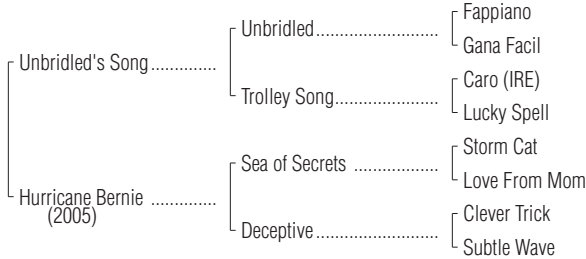 Fappiano
Unbridled..............................
Gana Facil
Unbridled's Song..............
Caro (IRE)
Trolley Song..........................
Lucky Spell
Storm Cat
Sea of Secrets .....................
Love From Mom
Hurricane Bernie ..............
(2005)
Clever Trick
Deceptive...............................
Subtle Wave